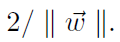 2/ ∥ w⃗ ∥.